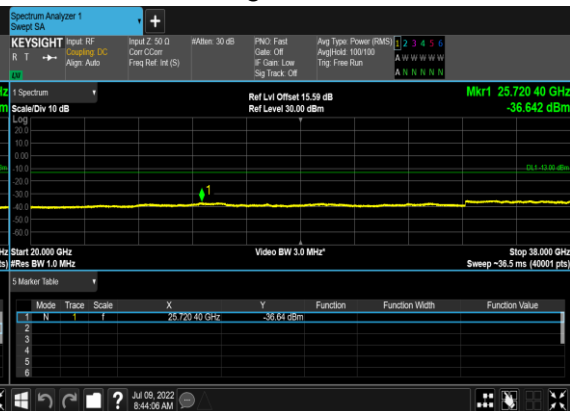 Spectrum Analyzer 1
Swept SA
KEYSIGHT Input: RF Input Z: 50 Ω #Atten: 30 dB PNO: Fast Avg Type: Power (RMS) 1 2 3 4 5 6
R T Coupling: DC Corr CCorr Gate: Off Avg|Hold: 100/100 A W W W W W
Align: Auto Freq Ref: Int (S) IF Gain: Low Trig: Free Run
Sig Track: Off A N N N N N
1 Spectrum
Ref Lvl Offset 15.59 dB Mkr1 25.720 40 GHz
Scale/Div 10 dB Ref Level 30.00 dBm -36.642 dBm
Log
20.0
10.0
0.00
-10.0
DL1 -13.00 dBm
-20.0
-30.0
1
-40.0
-50.0
-60.0
Start 20.000 GHz Video BW 3.0 MHz* Stop 38.000 GHz
#Res BW 1.0 MHz Sweep ~36.5 ms (40001 pts)
5 Marker Table
Mode Trace Scale X Y Function Function Width Function Value
1 N 1 f 25.720 40 GHz -36.64 dBm
2
3
4
5
6
? Jul 09, 2022
8:44:06 AM